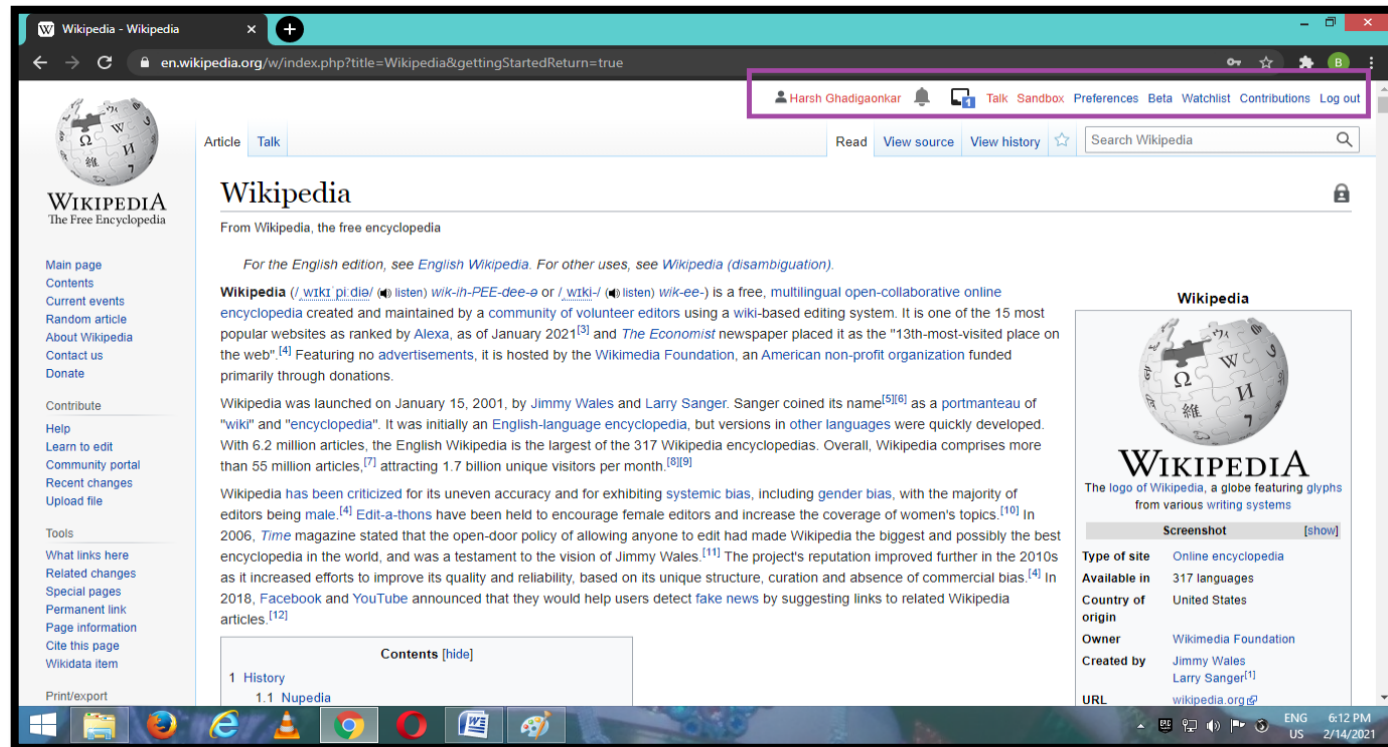 Wikipedia - Wikipedia
en.wikipedia.org/w/index.php?title=Wikipedia&gettingStartedReturn=true
B
Harsh Ghadigaonkar 1 Talk Sandbox Preferences Beta Watchlist Contributions Log out
Article Talk Read View source View history Search Wikipedia
WIKIPEDIA
The Free Encyclopedia
Main page
Contents
Current events
Random article
About Wikipedia
Contact us
Donate
Contribute
Help
Learn to edit
Community portal
Recent changes
Upload file
Tools
What links here
Related changes
Special pages
Permanent link
Page information
Cite this page
Wikidata item
Print/export
Wikipedia
From Wikipedia, the free encyclopedia
For the English edition, see English Wikipedia. For other uses, see Wikipedia (disambiguation).
Wikipedia (/ˌwɪkɪˈpiːdiə/ (listen) wik-ih-PEE-dee-ə or /ˌwɪki-/ (listen) wik-ee-) is a free, multilingual open-collaborative online
encyclopedia created and maintained by a community of volunteer editors using a wiki-based editing system. It is one of the 15 most
popular websites as ranked by Alexa, as of January 2021[3] and The Economist newspaper placed it as the "13th-most-visited place on
the web".[4] Featuring no advertisements, it is hosted by the Wikimedia Foundation, an American non-profit organization funded
primarily through donations.
Wikipedia was launched on January 15, 2001, by Jimmy Wales and Larry Sanger. Sanger coined its name[5][6] as a portmanteau of
"wiki" and "encyclopedia". It was initially an English-language encyclopedia, but versions in other languages were quickly developed.
With 6.2 million articles, the English Wikipedia is the largest of the 317 Wikipedia encyclopedias. Overall, Wikipedia comprises more
than 55 million articles,[7] attracting 1.7 billion unique visitors per month.[8][9]
Wikipedia has been criticized for its uneven accuracy and for exhibiting systemic bias, including gender bias, with the majority of
editors being male.[4] Edit-a-thons have been held to encourage female editors and increase the coverage of women's topics.[10] In
2006, Time magazine stated that the open-door policy of allowing anyone to edit had made Wikipedia the biggest and possibly the best
encyclopedia in the world, and was a testament to the vision of Jimmy Wales.[11] The project's reputation improved further in the 2010s
as it increased efforts to improve its quality and reliability, based on its unique structure, curation and absence of commercial bias.[4] In
2018, Facebook and YouTube announced that they would help users detect fake news by suggesting links to related Wikipedia
articles.[12]
Contents [hide]
1 History
1.1 Nupedia
Wikipedia
WIKIPEDIA
The logo of Wikipedia, a globe featuring glyphs
from various writing systems
Screenshot [show]
Type of site Online encyclopedia
Available in 317 languages
Country of United States
origin
Owner Wikimedia Foundation
Created by Jimmy Wales
Larry Sanger[1]
URL wikipedia.org
ENG 6:12 PM
US 2/14/2021